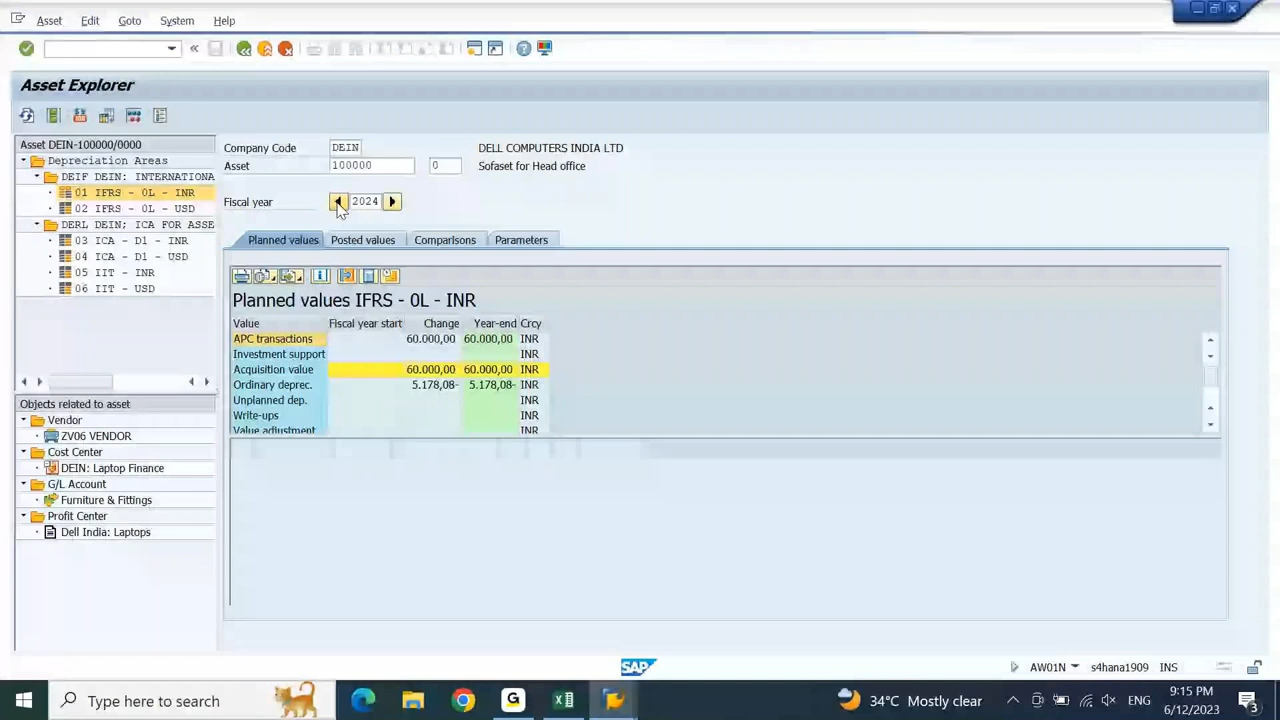 Asset Edit Goto System Help
Asset Explorer
Asset DEIN-100000/0000
Depreciation Areas
DEIF DEIN: INTERNATIONA
01 IFRS - 0L - INR
02 IFRS - 0L - USD
DERL DEIN; ICA FOR ASSE
03 ICA - D1 - INR
04 ICA - D1 - USD
05 IIT - INR
06 IIT - USD
Objects related to asset
Vendor
ZV06 VENDOR
Cost Center
DEIN: Laptop Finance
G/L Account
Furniture & Fittings
Profit Center
Dell India: Laptops
Company Code DEIN DELL COMPUTERS INDIA LTD
Asset 100000 0 Sofaset for Head office
Fiscal year 2024
Planned values Posted values Comparisons Parameters
Planned values IFRS - 0L - INR
Value Fiscal year start Change Year-end Crcy
APC transactions 60.000,00 60.000,00 INR
Investment support INR
Acquisition value 60.000,00 60.000,00 INR
Ordinary deprec. 5.178,08- 5.178,08- INR
Unplanned dep. INR
Write-ups INR
Value adjustment INR
SAP AW01N s4hana1909 INS
Type here to search 34°C Mostly clear ENG 9:15 PM
6/12/2023
3